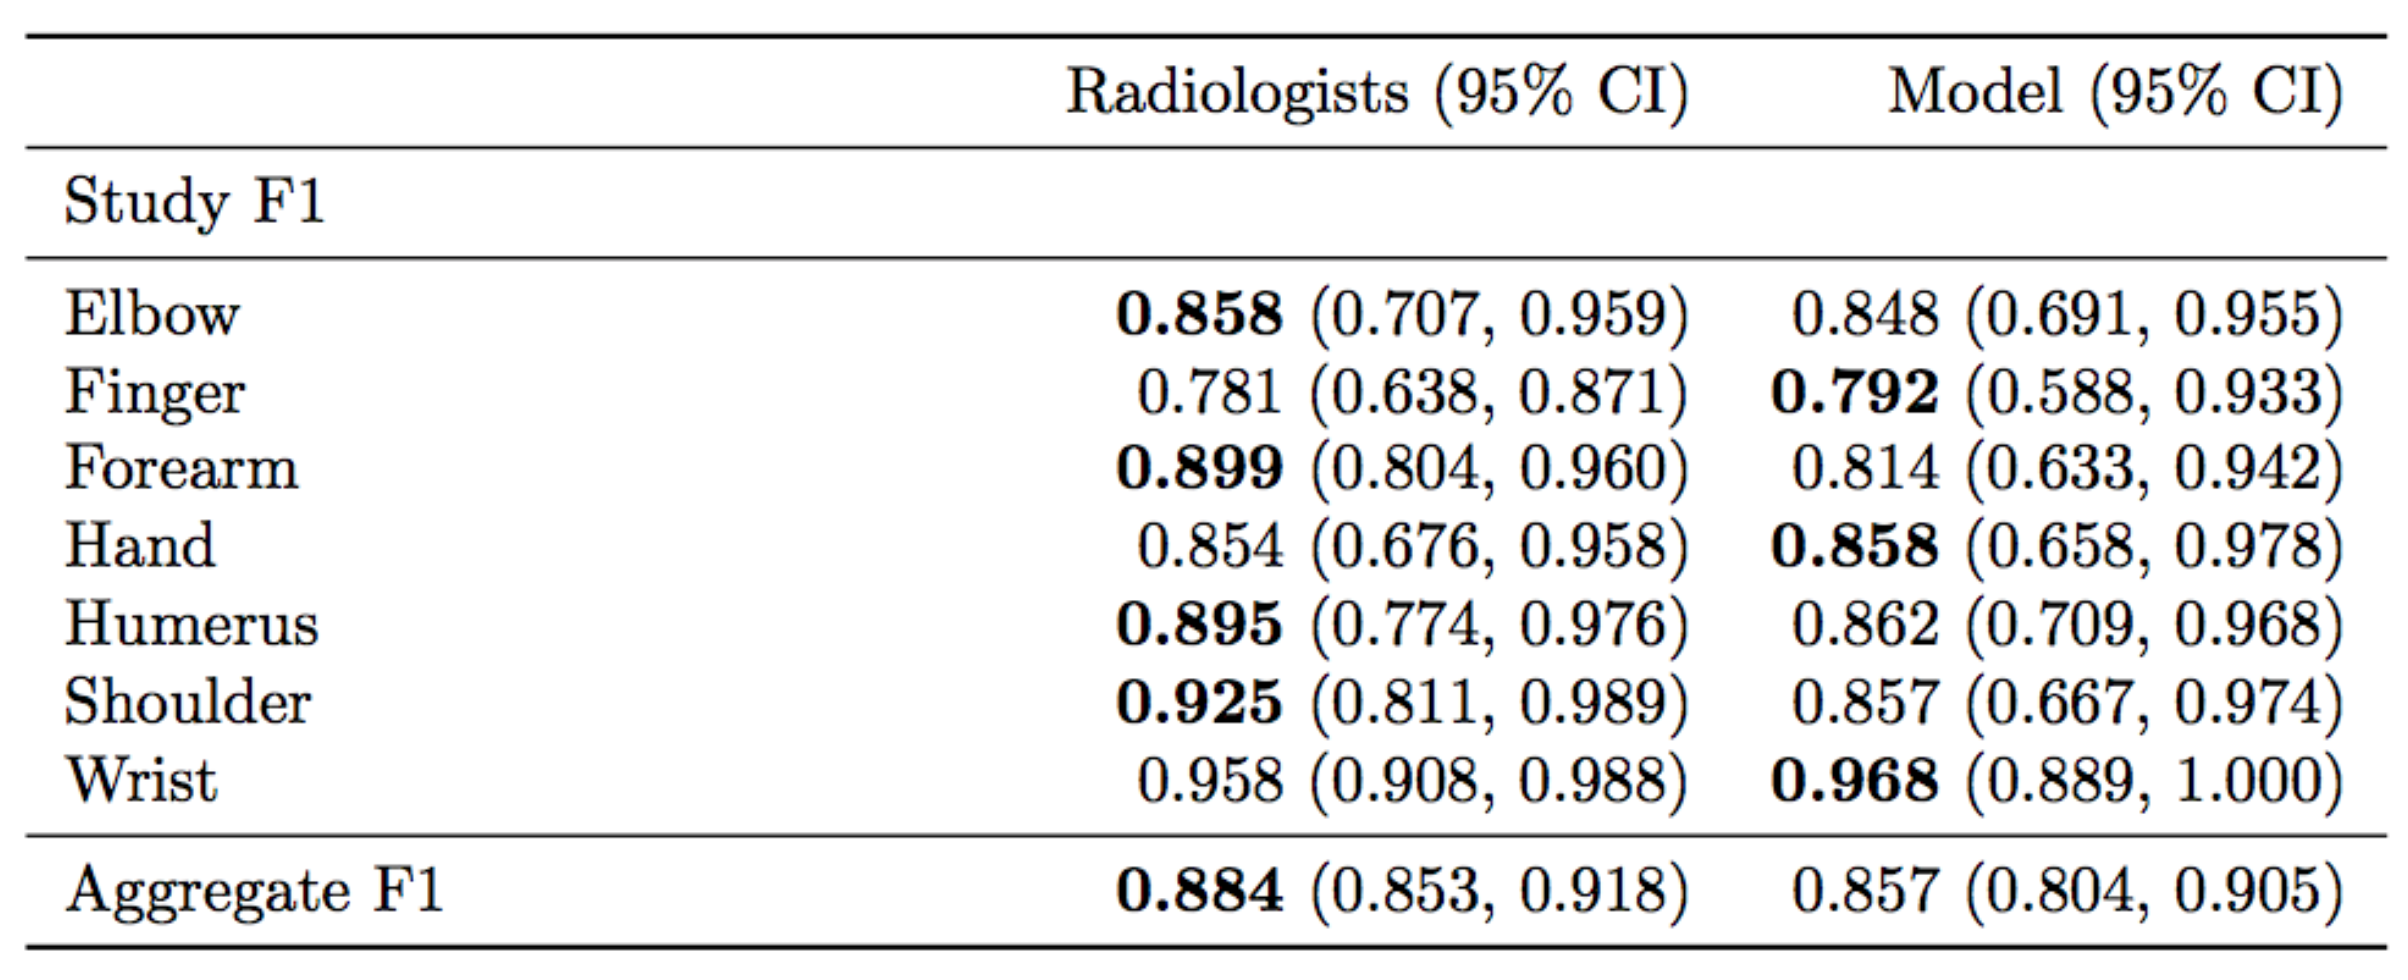 Radiologists (95% CI) Model (95% CI)
Study F1
Elbow 0.858 (0.707, 0.959) 0.848 (0.691, 0.955)
Finger 0.781 (0.638, 0.871) 0.792 (0.588, 0.933)
Forearm 0.899 (0.804, 0.960) 0.814 (0.633, 0.942)
Hand 0.854 (0.676, 0.958) 0.858 (0.658, 0.978)
Humerus 0.895 (0.774, 0.976) 0.862 (0.709, 0.968)
Shoulder 0.925 (0.811, 0.989) 0.857 (0.667, 0.974)
Wrist 0.958 (0.908, 0.988) 0.968 (0.889, 1.000)
Aggregate F1 0.884 (0.853, 0.918) 0.857 (0.804, 0.905)